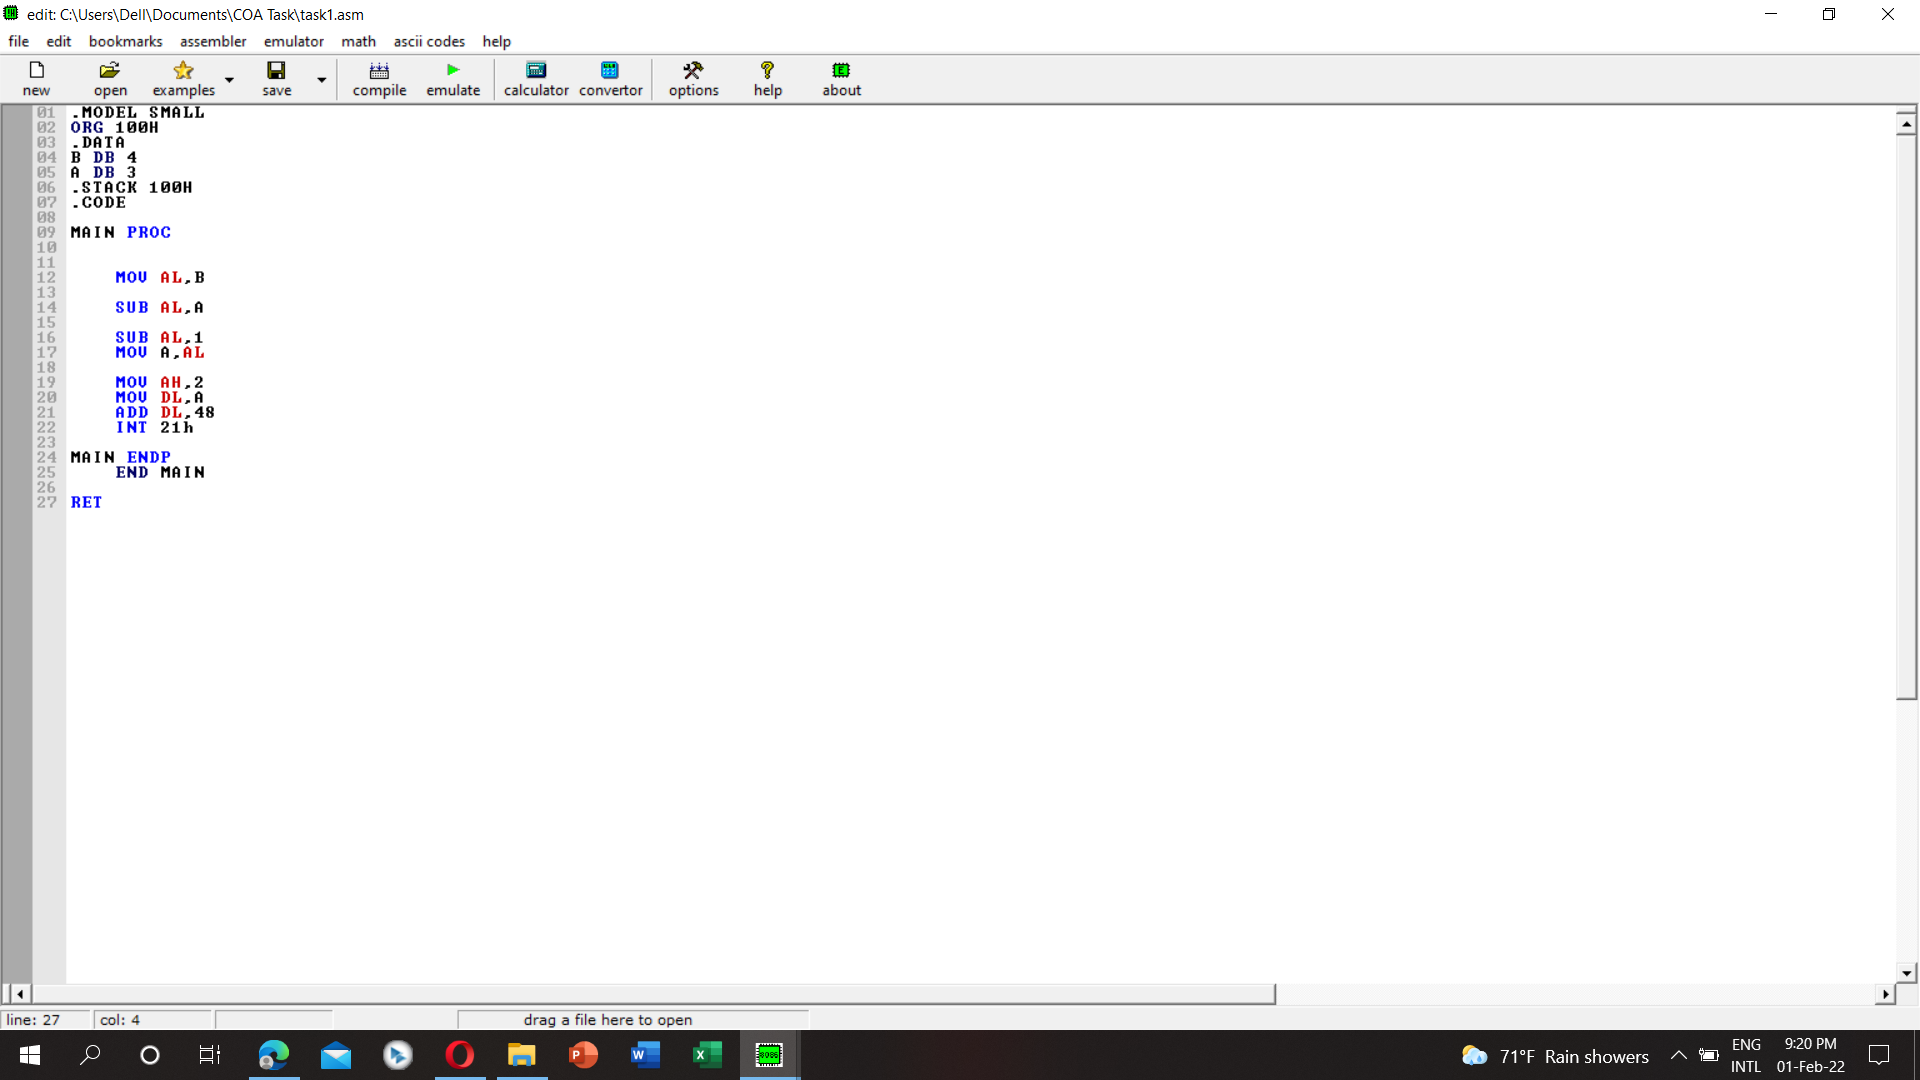 edit: C:\Users\Dell\Documents\COA Task\task1.asm
file edit bookmarks assembler emulator math ascii codes help
new open examples save compile emulate calculator convertor options help about
01 .MODEL SMALL
02 ORG 100H
03 .DATA
04 B DB 4
05 A DB 3
06 .STACK 100H
07 .CODE
08
09 MAIN PROC
10
11
12 MOV AL,B
13
14 SUB AL,A
15
16 SUB AL,1
17 MOV A,AL
18
19 MOV AH,2
20 MOV DL,A
21 ADD DL,48
22 INT 21h
23
24 MAIN ENDP
25 END MAIN
26
27 RET
line: 27 col: 4 drag a file here to open
71°F Rain showers
ENG
INTL
9:20 PM
01-Feb-22